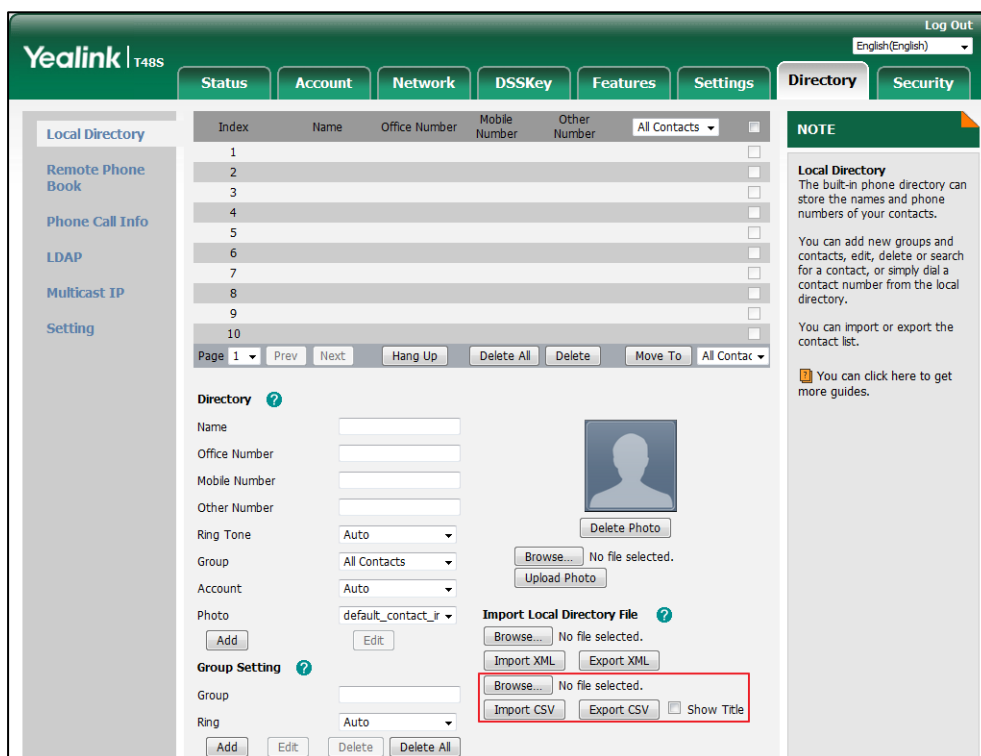 Log Out
Yealink T48S
English(English)
Status Account Network DSSKey Features Settings Directory Security
Local Directory
Remote Phone
Book
Phone Call Info
LDAP
Multicast IP
Setting
Index Name Office Number Mobile Number Other Number All Contacts
1
2
3
4
5
6
7
8
9
10
Page 1 Prev Next Hang Up Delete All Delete Move To All Contac
Directory ?
Name
Office Number
Mobile Number
Other Number
Ring Tone Auto
Group All Contacts
Account Auto
Photo default_contact_ir
Add Edit
Group Setting ?
Group
Ring Auto
Add Edit Delete Delete All
Delete Photo
Browse... No file selected.
Upload Photo
Import Local Directory File ?
Browse... No file selected.
Import XML Export XML
Browse... No file selected.
Import CSV Export CSV Show Title
NOTE
Local Directory
The built-in phone directory can
store the names and phone
numbers of your contacts.
You can add new groups and
contacts, edit, delete or search
for a contact, or simply dial a
contact number from the local
directory.
You can import or export the
contact list.
? You can click here to get
more guides.